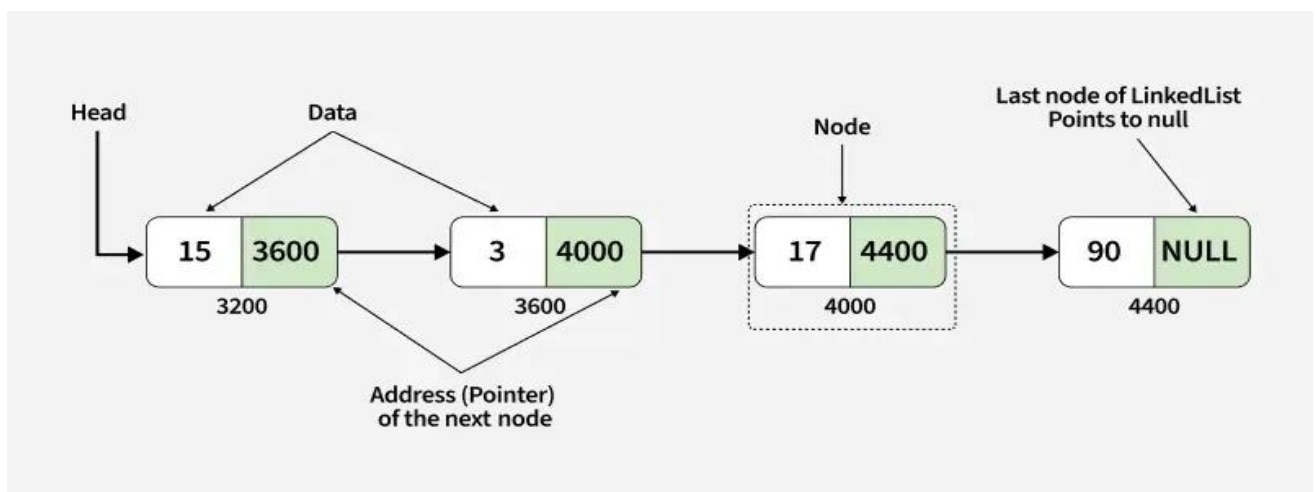 Head
Data
Node
Last node of LinkedList
Points to null
15 3600
3 4000
17 4400
90 NULL
3200
3600
4000
4400
Address (Pointer)
of the next node